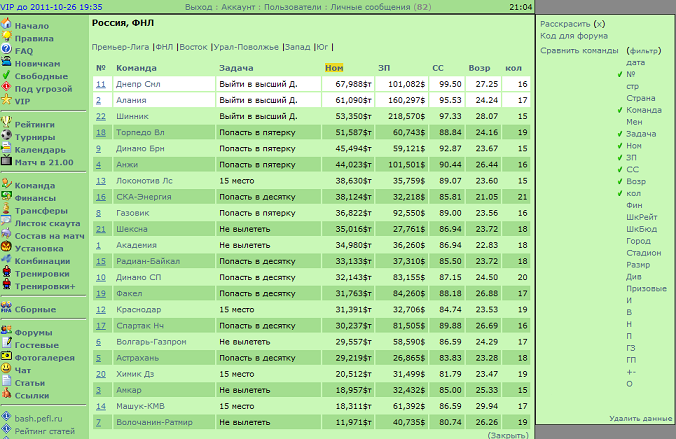 VIP до 2011-10-26 19:35
Выход : Аккаунт : Пользователи : Личные сообщения (82)
21:04
Начало
Правила
FAQ
Новичкам
Свободные
Под угрозой
VIP
Рейтинги
Турниры
Календарь
Матч в 21.00
Команда
Финансы
Трансферы
Листок скаута
Состав на матч
Установка
Комбинации
Тренировки
Тренировки+
Сборные
Форумы
Гостевые
Фотогалерея
Чат
Статьи
Ссылки
bash.pefl.ru
Рейтинг статей
Россия, ФНЛ
Премьер-Лига |ФНЛ |Восток |Урал-Поволжье |Запад |Юг |
№ Команда Задача Ном ЗП СС Возр кол
11 Днепр Смл Выйти в высший Д. 67,988$т 101,082$ 99.50 27.25 16
2 Алания Выйти в высший Д. 61,090$т 160,297$ 95.53 24.24 17
22 Шинник Выйти в высший Д. 53,350$т 218,570$ 97.33 28.07 15
18 Торпедо Вл Попасть в пятерку 51,587$т 60,743$ 88.84 24.16 19
9 Динамо Брн Попасть в пятерку 45,494$т 59,121$ 92.87 23.67 15
4 Анжи Попасть в пятерку 44,023$т 101,501$ 90.44 26.44 16
13 Локомотив Лс 15 место 38,630$т 35,759$ 89.07 23.60 15
16 СКА-Энергия Попасть в десятку 38,124$т 32,218$ 85.81 21.05 21
8 Газовик Попасть в пятерку 36,822$т 92,550$ 89.00 23.56 16
21 Шексна Не вылететь 35,016$т 27,761$ 86.94 23.72 18
1 Академия Не вылететь 34,980$т 36,260$ 86.94 22.83 18
15 Радиан-Байкал Попасть в десятку 33,133$т 37,310$ 85.50 23.72 18
10 Динамо СП Попасть в десятку 32,143$т 83,155$ 87.15 24.50 20
19 Факел Попасть в десятку 31,763$т 84,260$ 88.18 26.88 17
12 Краснодар 15 место 31,391$т 32,706$ 84.74 23.53 19
17 Спартак Нч Попасть в десятку 30,237$т 81,505$ 89.88 26.69 16
6 Волгарь-Газпром Не вылететь 29,557$т 58,590$ 86.59 24.29 17
5 Астрахань Попасть в десятку 29,219$т 26,865$ 83.83 23.28 18
20 Химик Дз 15 место 20,512$т 31,499$ 81.79 23.47 19
3 Амкар Не вылететь 18,957$т 32,432$ 85.00 25.33 15
14 Машук-КМВ 15 место 18,311$т 61,392$ 86.59 29.94 17
7 Волочанин-Ратмир Не вылететь 11,971$т 40,735$ 80.74 26.26 19
(Закрыть)
Раскрасить (x)
Код для форума
Сравнить команды (фильтр)
дата
№
стр
Страна
Команда
Мен
Задача
Ном
ЗП
СС
Возр
кол
Фин
ШкРейт
ШкБюд
Город
Стадион
Размр
Див
Призовые
И
В
Н
П
ГЗ
ГП
+-
О
Удалить данные